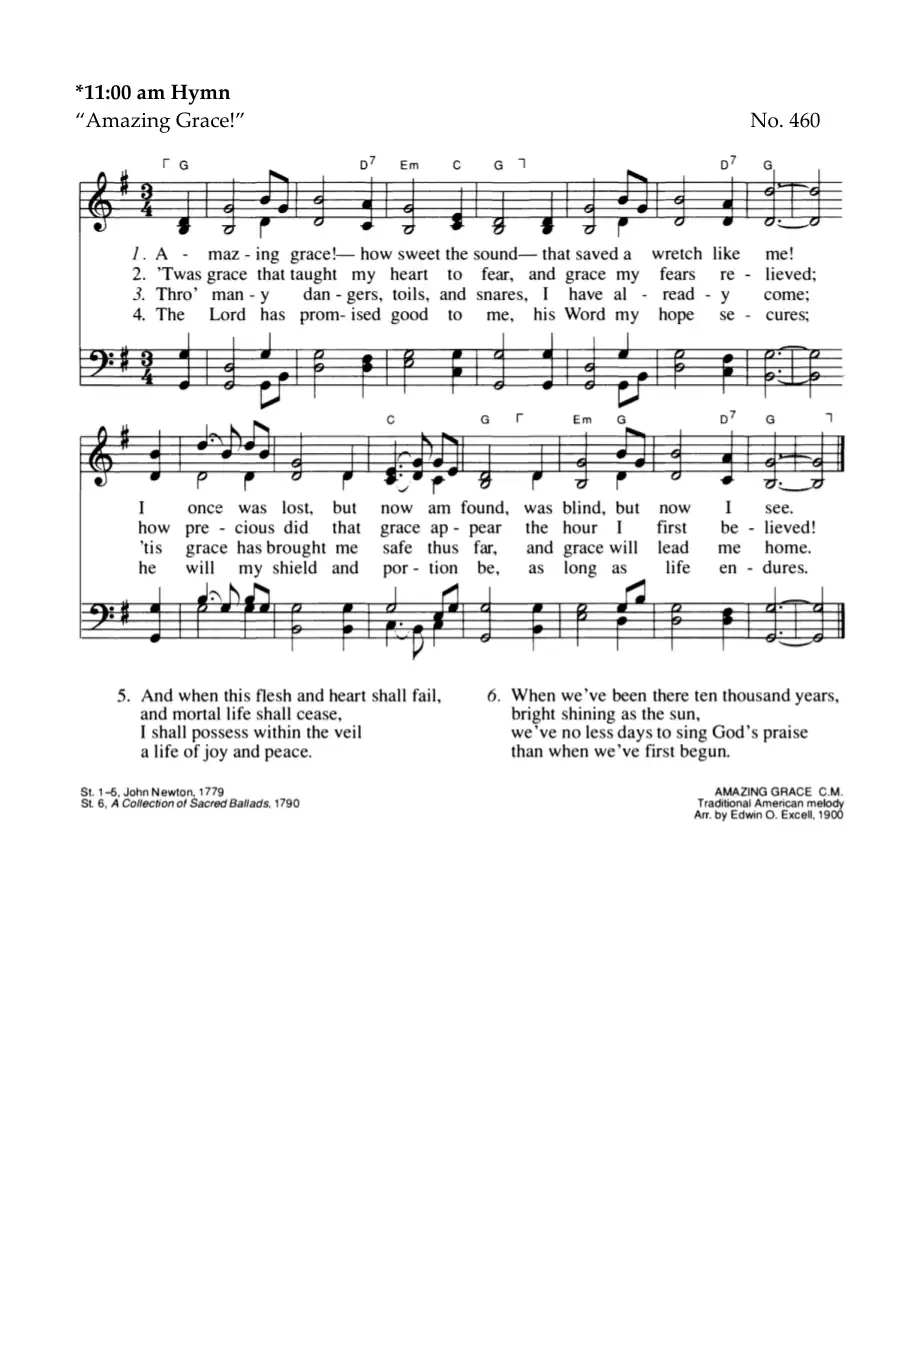 *11:00 am Hymn
“Amazing Grace!” No. 460
┌ G D7 Em C G ┐ D7 G
1. A - maz - ing grace!— how sweet the sound— that saved a wretch like me!
2. ’Twas grace that taught my heart to fear, and grace my fears re - lieved;
3. Thro’ man - y dan - gers, toils, and snares, I have al - read - y come;
4. The Lord has prom- ised good to me, his Word my hope se - cures;
C G ┌ Em G D7 G ┐
I once was lost, but now am found, was blind, but now I see.
how pre - cious did that grace ap - pear the hour I first be - lieved!
’tis grace has brought me safe thus far, and grace will lead me home.
he will my shield and por - tion be, as long as life en - dures.
5. And when this flesh and heart shall fail,
and mortal life shall cease,
I shall possess within the veil
a life of joy and peace.
6. When we’ve been there ten thousand years,
bright shining as the sun,
we’ve no less days to sing God’s praise
than when we’ve first begun.
St. 1–5, John Newton, 1779
St. 6, A Collection of Sacred Ballads, 1790
AMAZING GRACE C.M.
Traditional American melody
Arr. by Edwin O. Excell, 1900